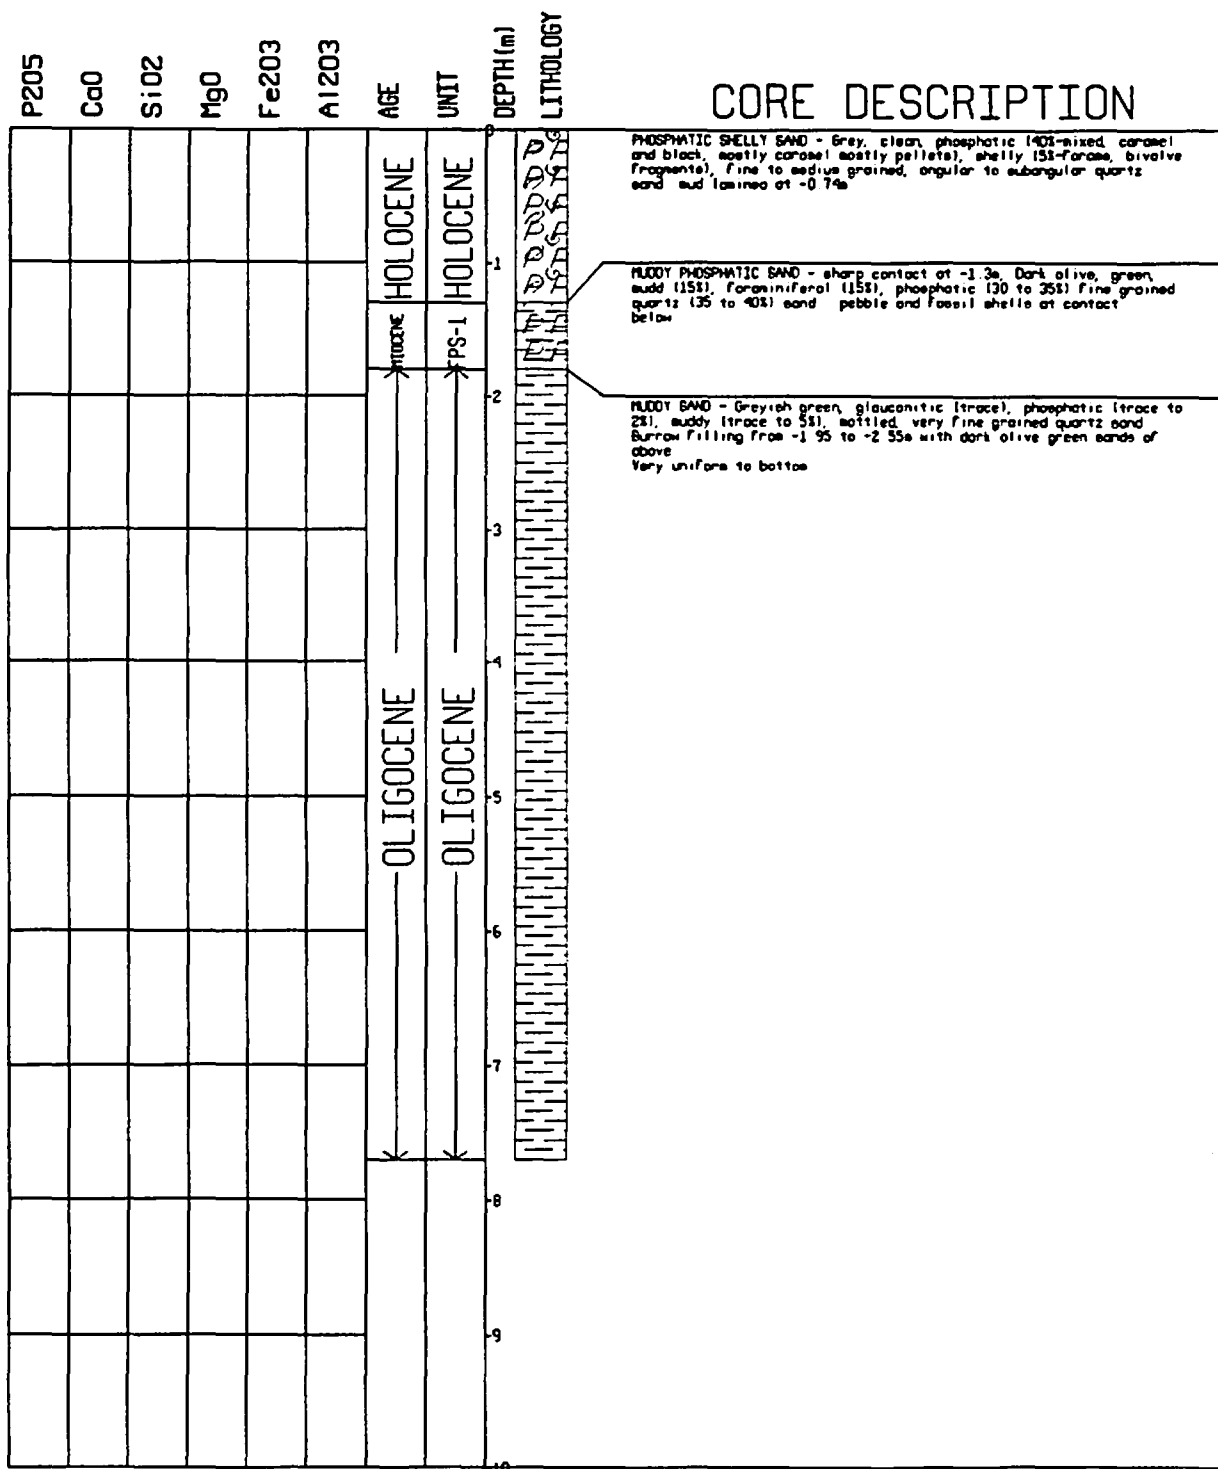 P2O5
CaO
SiO2
MgO
Fe2O3
Al2O3
AGE
UNIT
DEPTH(m)
LITHOLOGY
CORE DESCRIPTION
0
PHOSPHATIC SHELLY SAND - Grey, clean, phosphatic (40%-mixed, caramel
and black, mostly caramel mostly pellets), shelly (5%-forams, bivalve
fragments), fine to medium grained, angular to subangular quartz
sand mud lamined at -0.74m
HOLOCENE
HOLOCENE
-1
MUDDY PHOSPHATIC SAND - sharp contact at -1.3m, Dark olive, green,
mudd (15%), foraminiferal (15%), phosphatic (30 to 35%) fine grained
quartz (35 to 40%) sand pebble and fossil shells at contact
below
MIOCENE
FPS-1
-2
MUDDY SAND - Greyish green, glauconitic (trace), phosphatic (trace to
2%), muddy (trace to 5%), mottled, very fine grained quartz sand
Burrow filling from -1 95 to -2 55m with dark olive green sands of
above
Very uniform to bottom
-3
-4
OLIGOCENE
OLIGOCENE
-5
-6
-7
-8
-9
-10